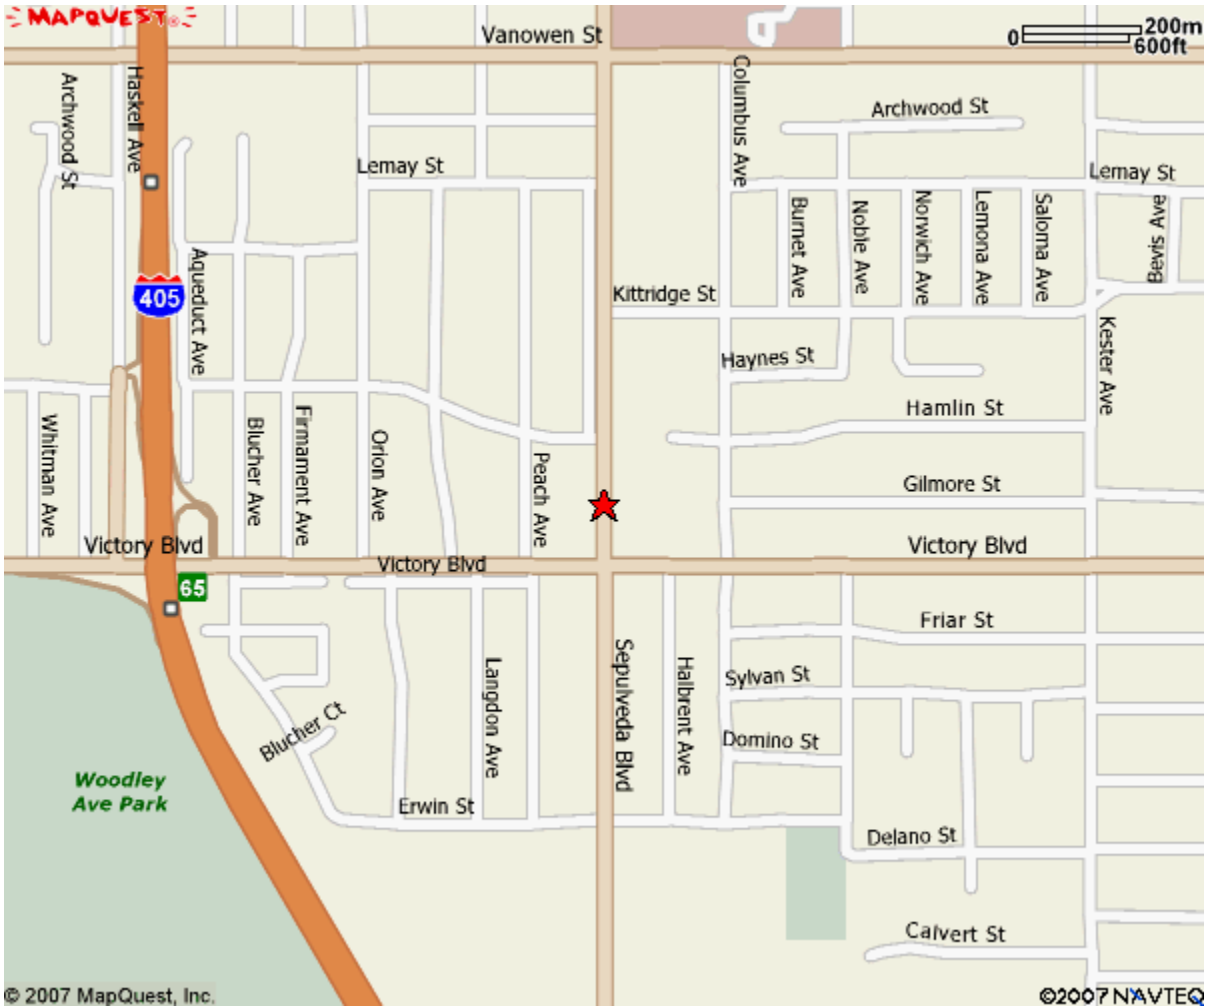 MAPQUEST®
Vanowen St
0
200m
600ft
Archwood St
Haskell Ave
Columbus Ave
Archwood St
Lemay St
Lemay St
Burnet Ave
Noble Ave
Norwich Ave
Lemona Ave
Saloma Ave
Bevis Ave
Aqueduct Ave
405
Kittridge St
Haynes St
Kester Ave
Hamlin St
Whitman Ave
Blucher Ave
Firmament Ave
Orion Ave
Peach Ave
Gilmore St
Victory Blvd
Victory Blvd
Victory Blvd
65
Friar St
Sepulveda Blvd
Halbrent Ave
Langdon Ave
Sylvan St
Blucher Ct
Domino St
Woodley
Ave Park
Erwin St
Delano St
Calvert St
© 2007 MapQuest, Inc.
©2007 NAVTEQ